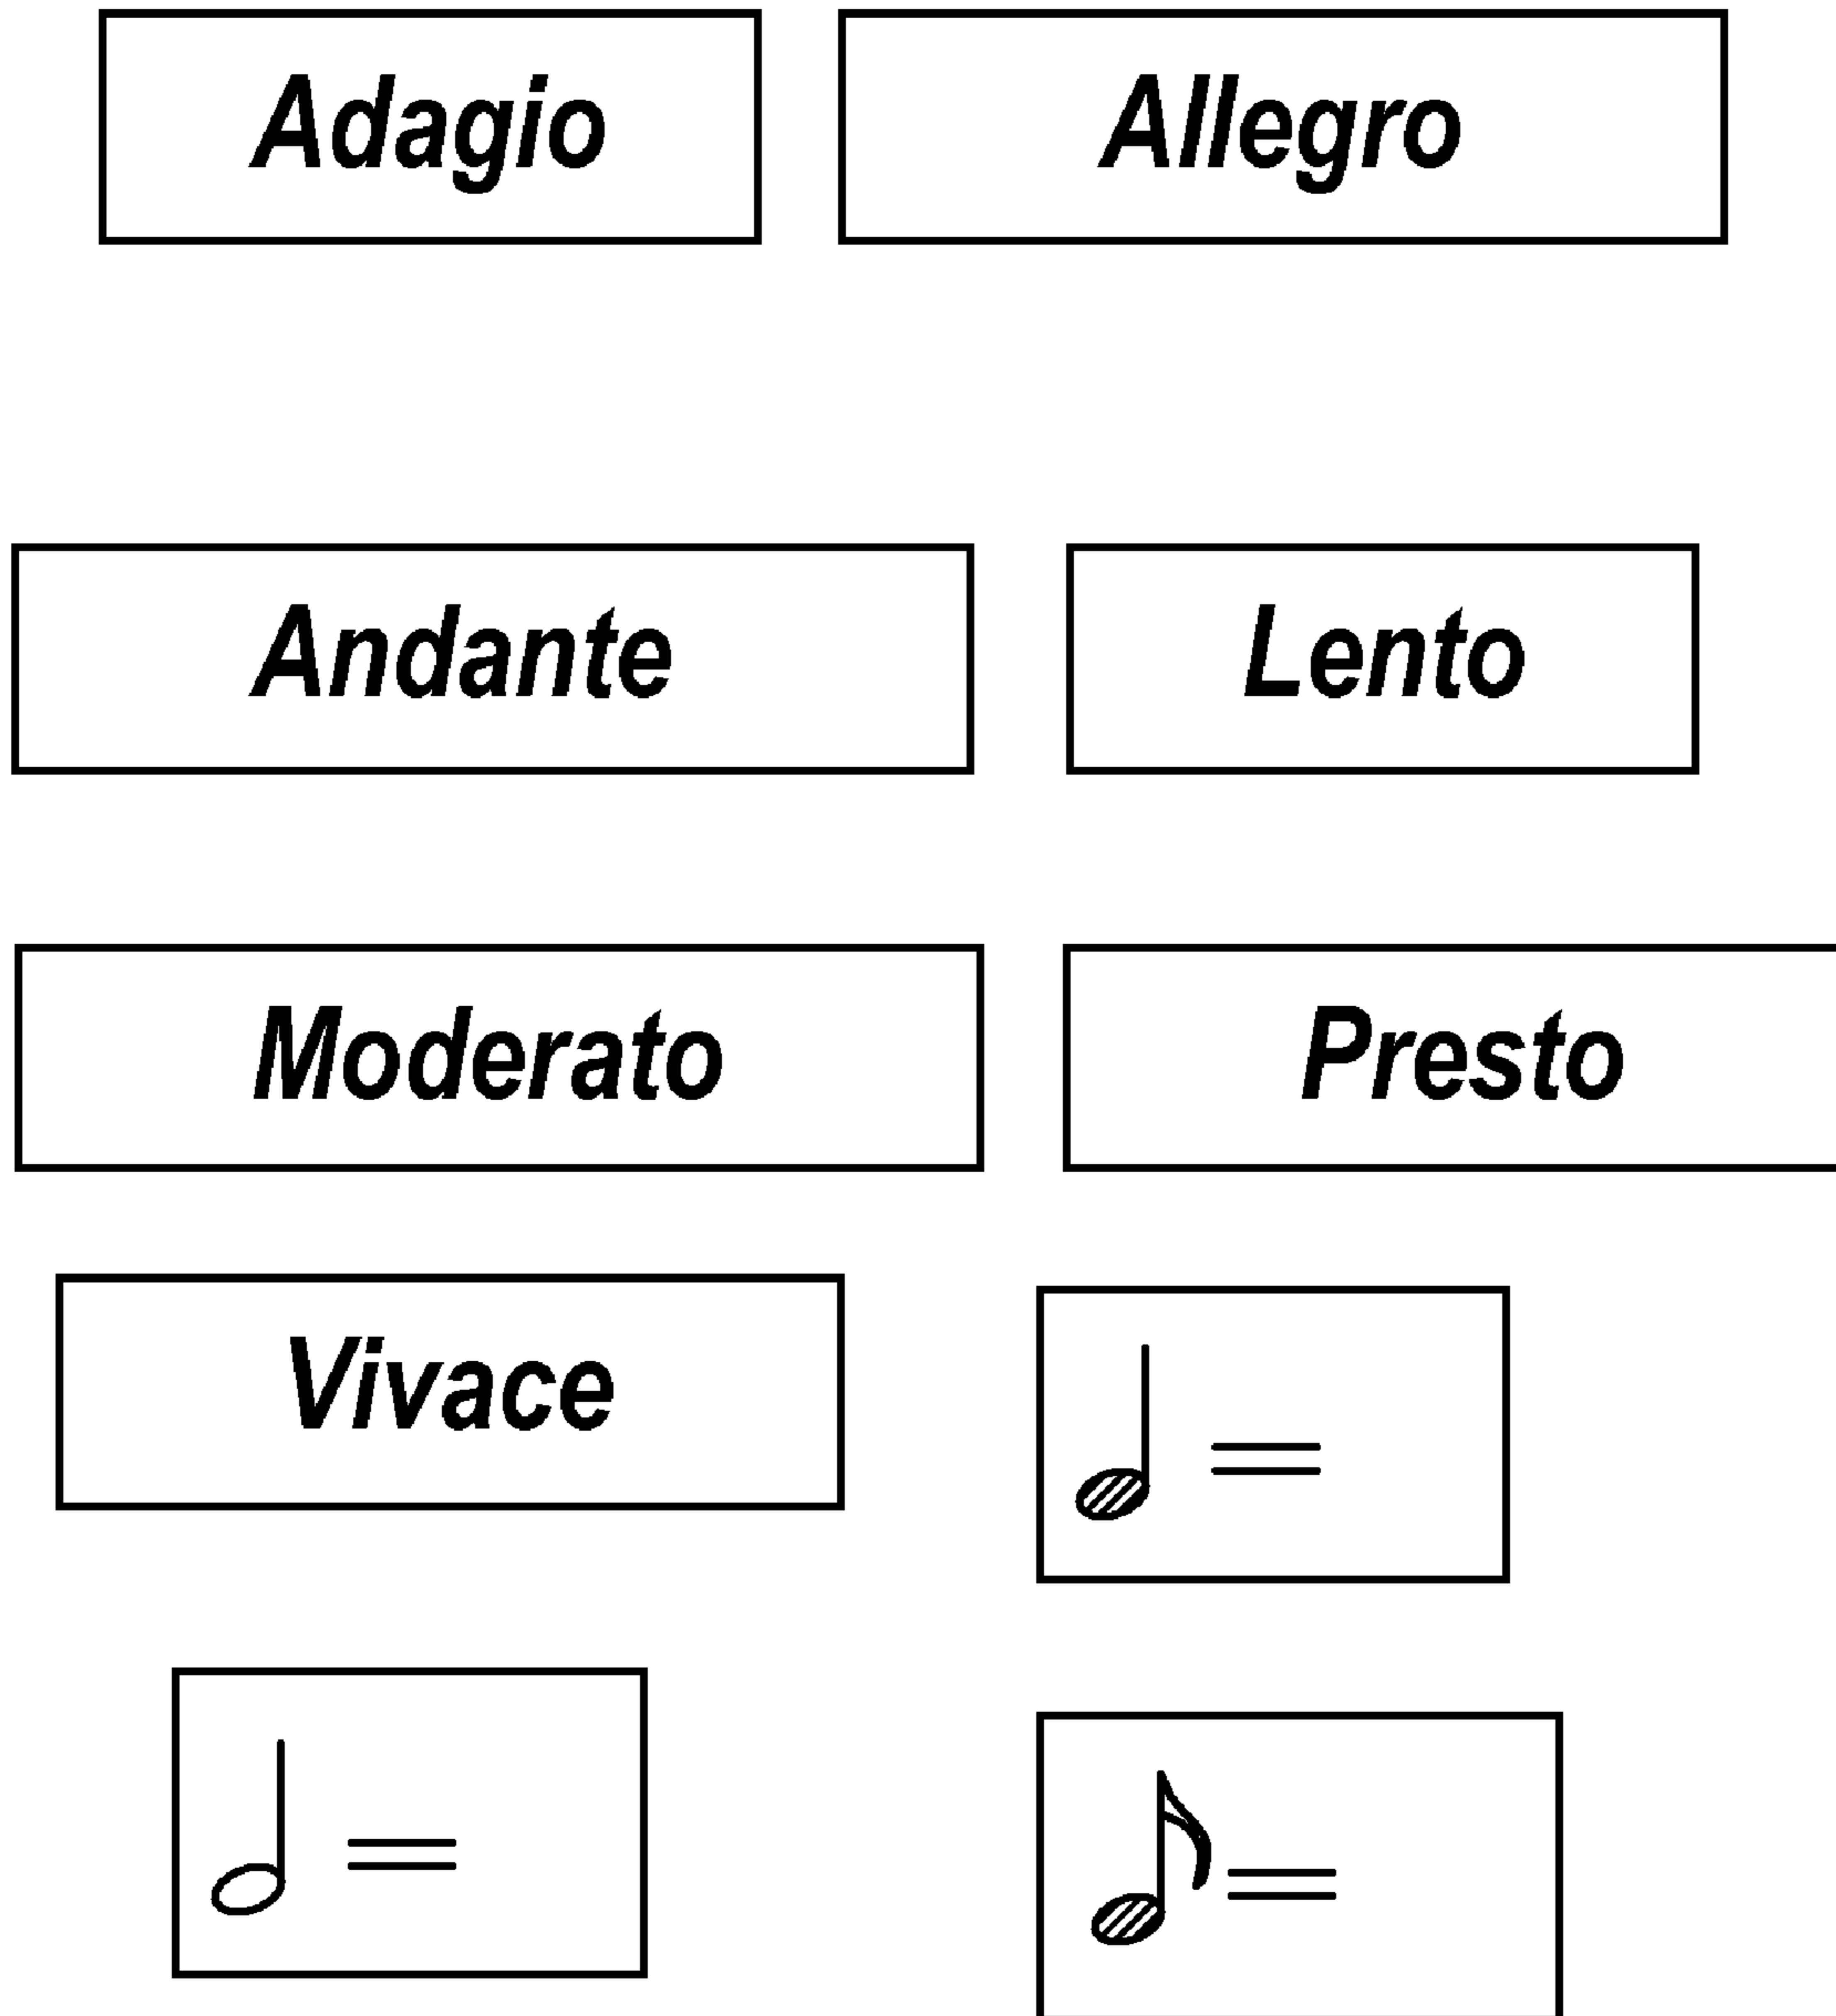 Adagio
Allegro
Andante
Lento
Moderato
Presto
Vivace
♩ =
𝅗𝅥 =
♪ =